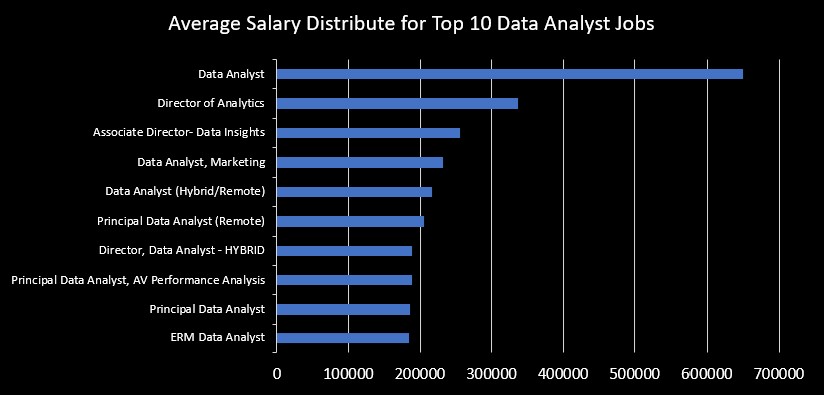 Average Salary Distribute for Top 10 Data Analyst Jobs
Data Analyst
Director of Analytics
Associate Director- Data Insights
Data Analyst, Marketing
Data Analyst (Hybrid/Remote)
Principal Data Analyst (Remote)
Director, Data Analyst - HYBRID
Principal Data Analyst, AV Performance Analysis
Principal Data Analyst
ERM Data Analyst
0 100000 200000 300000 400000 500000 600000 700000